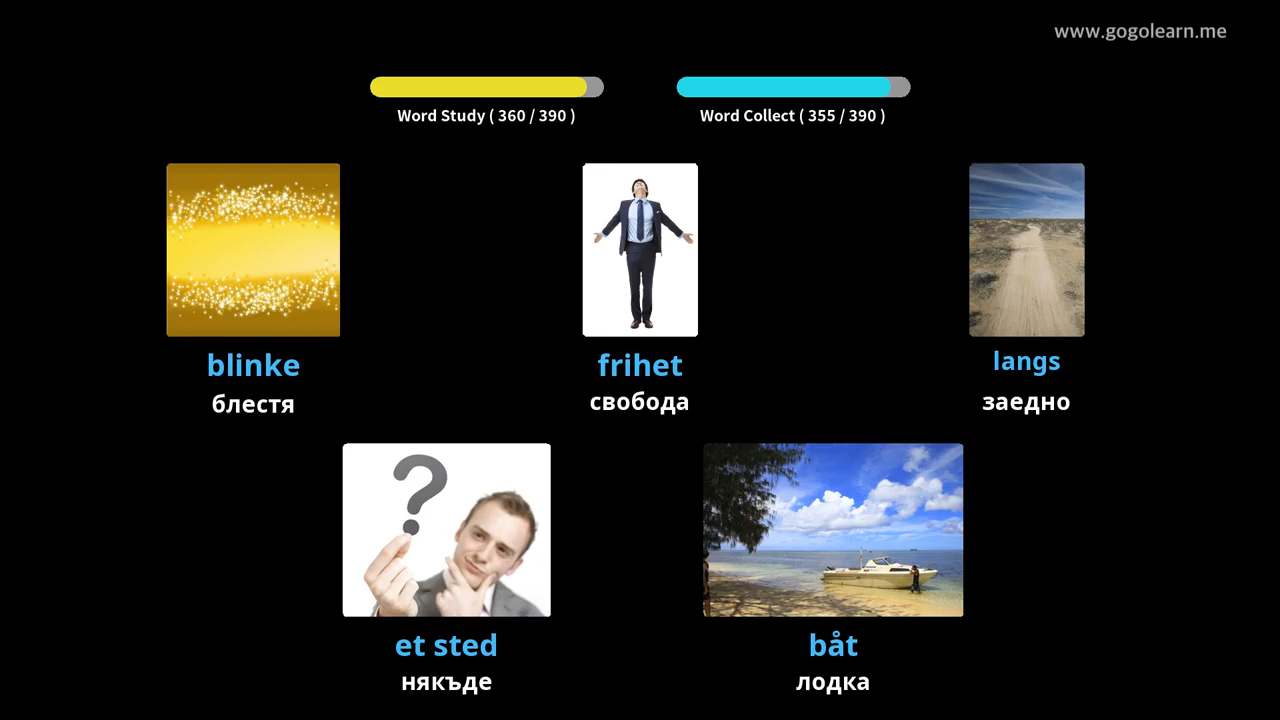 www.gogolearn.me
Word Study ( 360 / 390 )
Word Collect ( 355 / 390 )
blinke
блестя
frihet
свобода
langs
заедно
et sted
някъде
båt
лодка